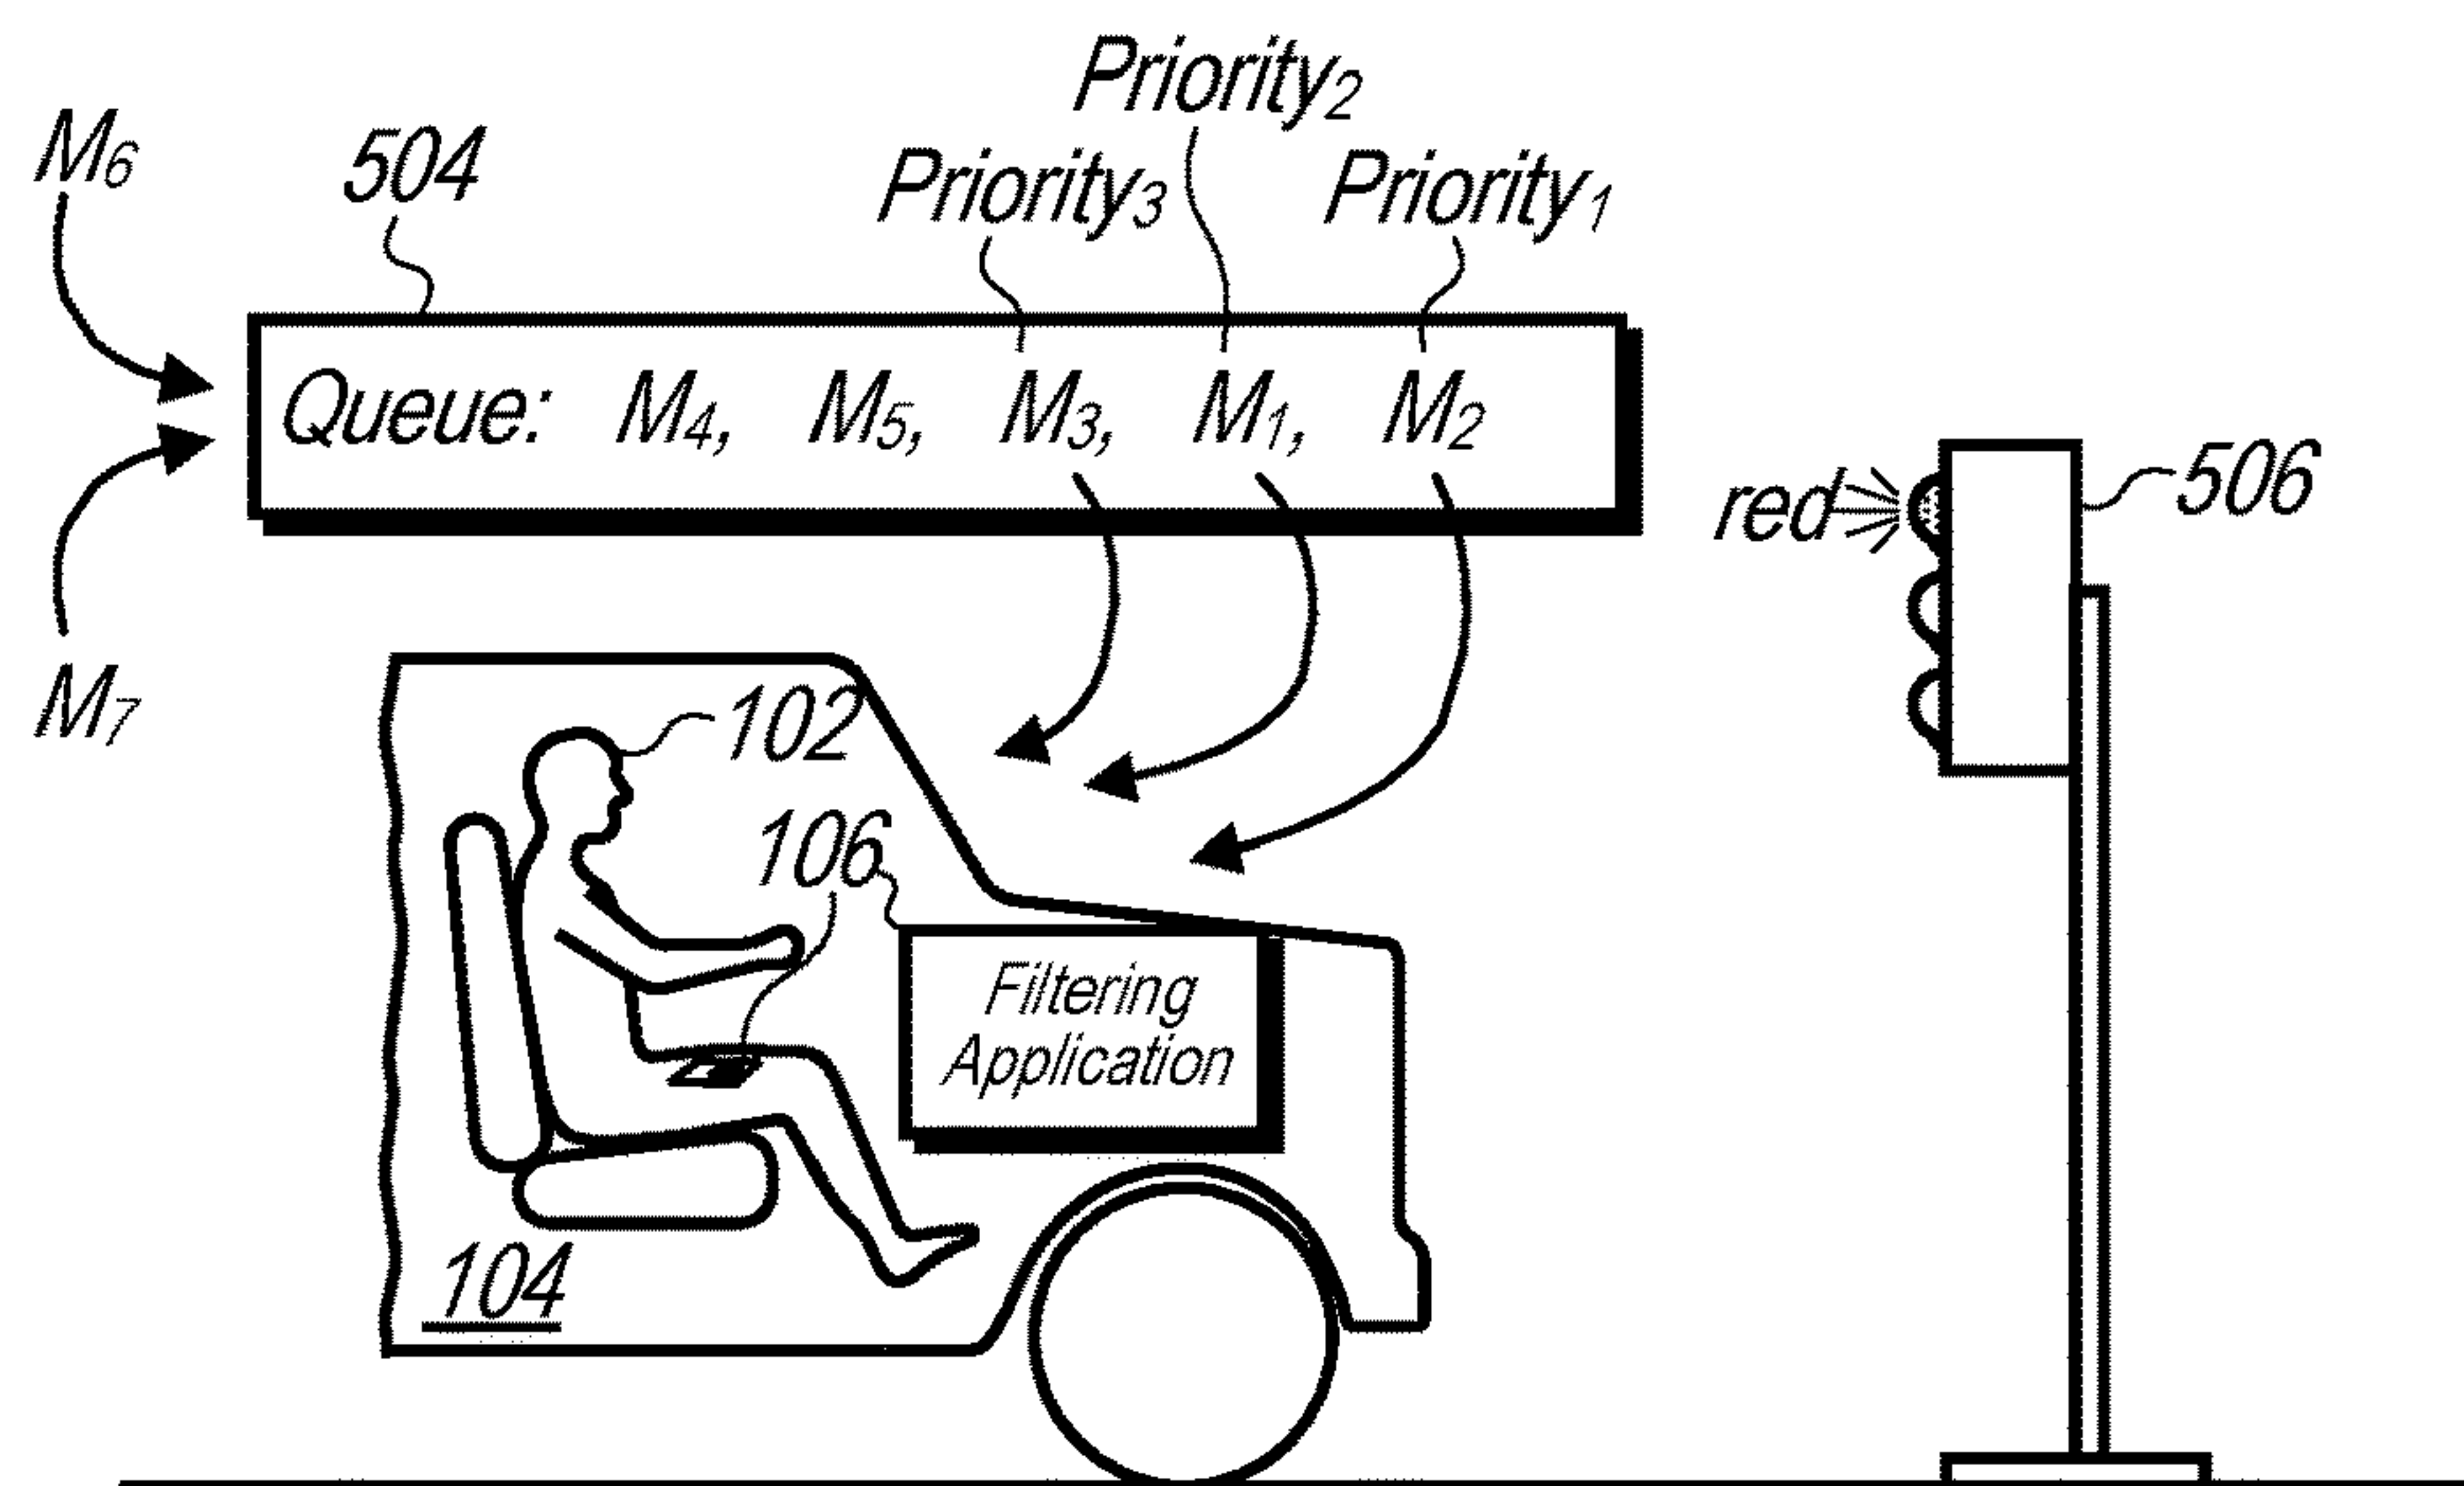 Priority₂
M₆
504
Priority₃
Priority₁
Queue: M₄, M₅, M₃, M₁, M₂
red
506
M₇
102
106
Filtering
Application
104